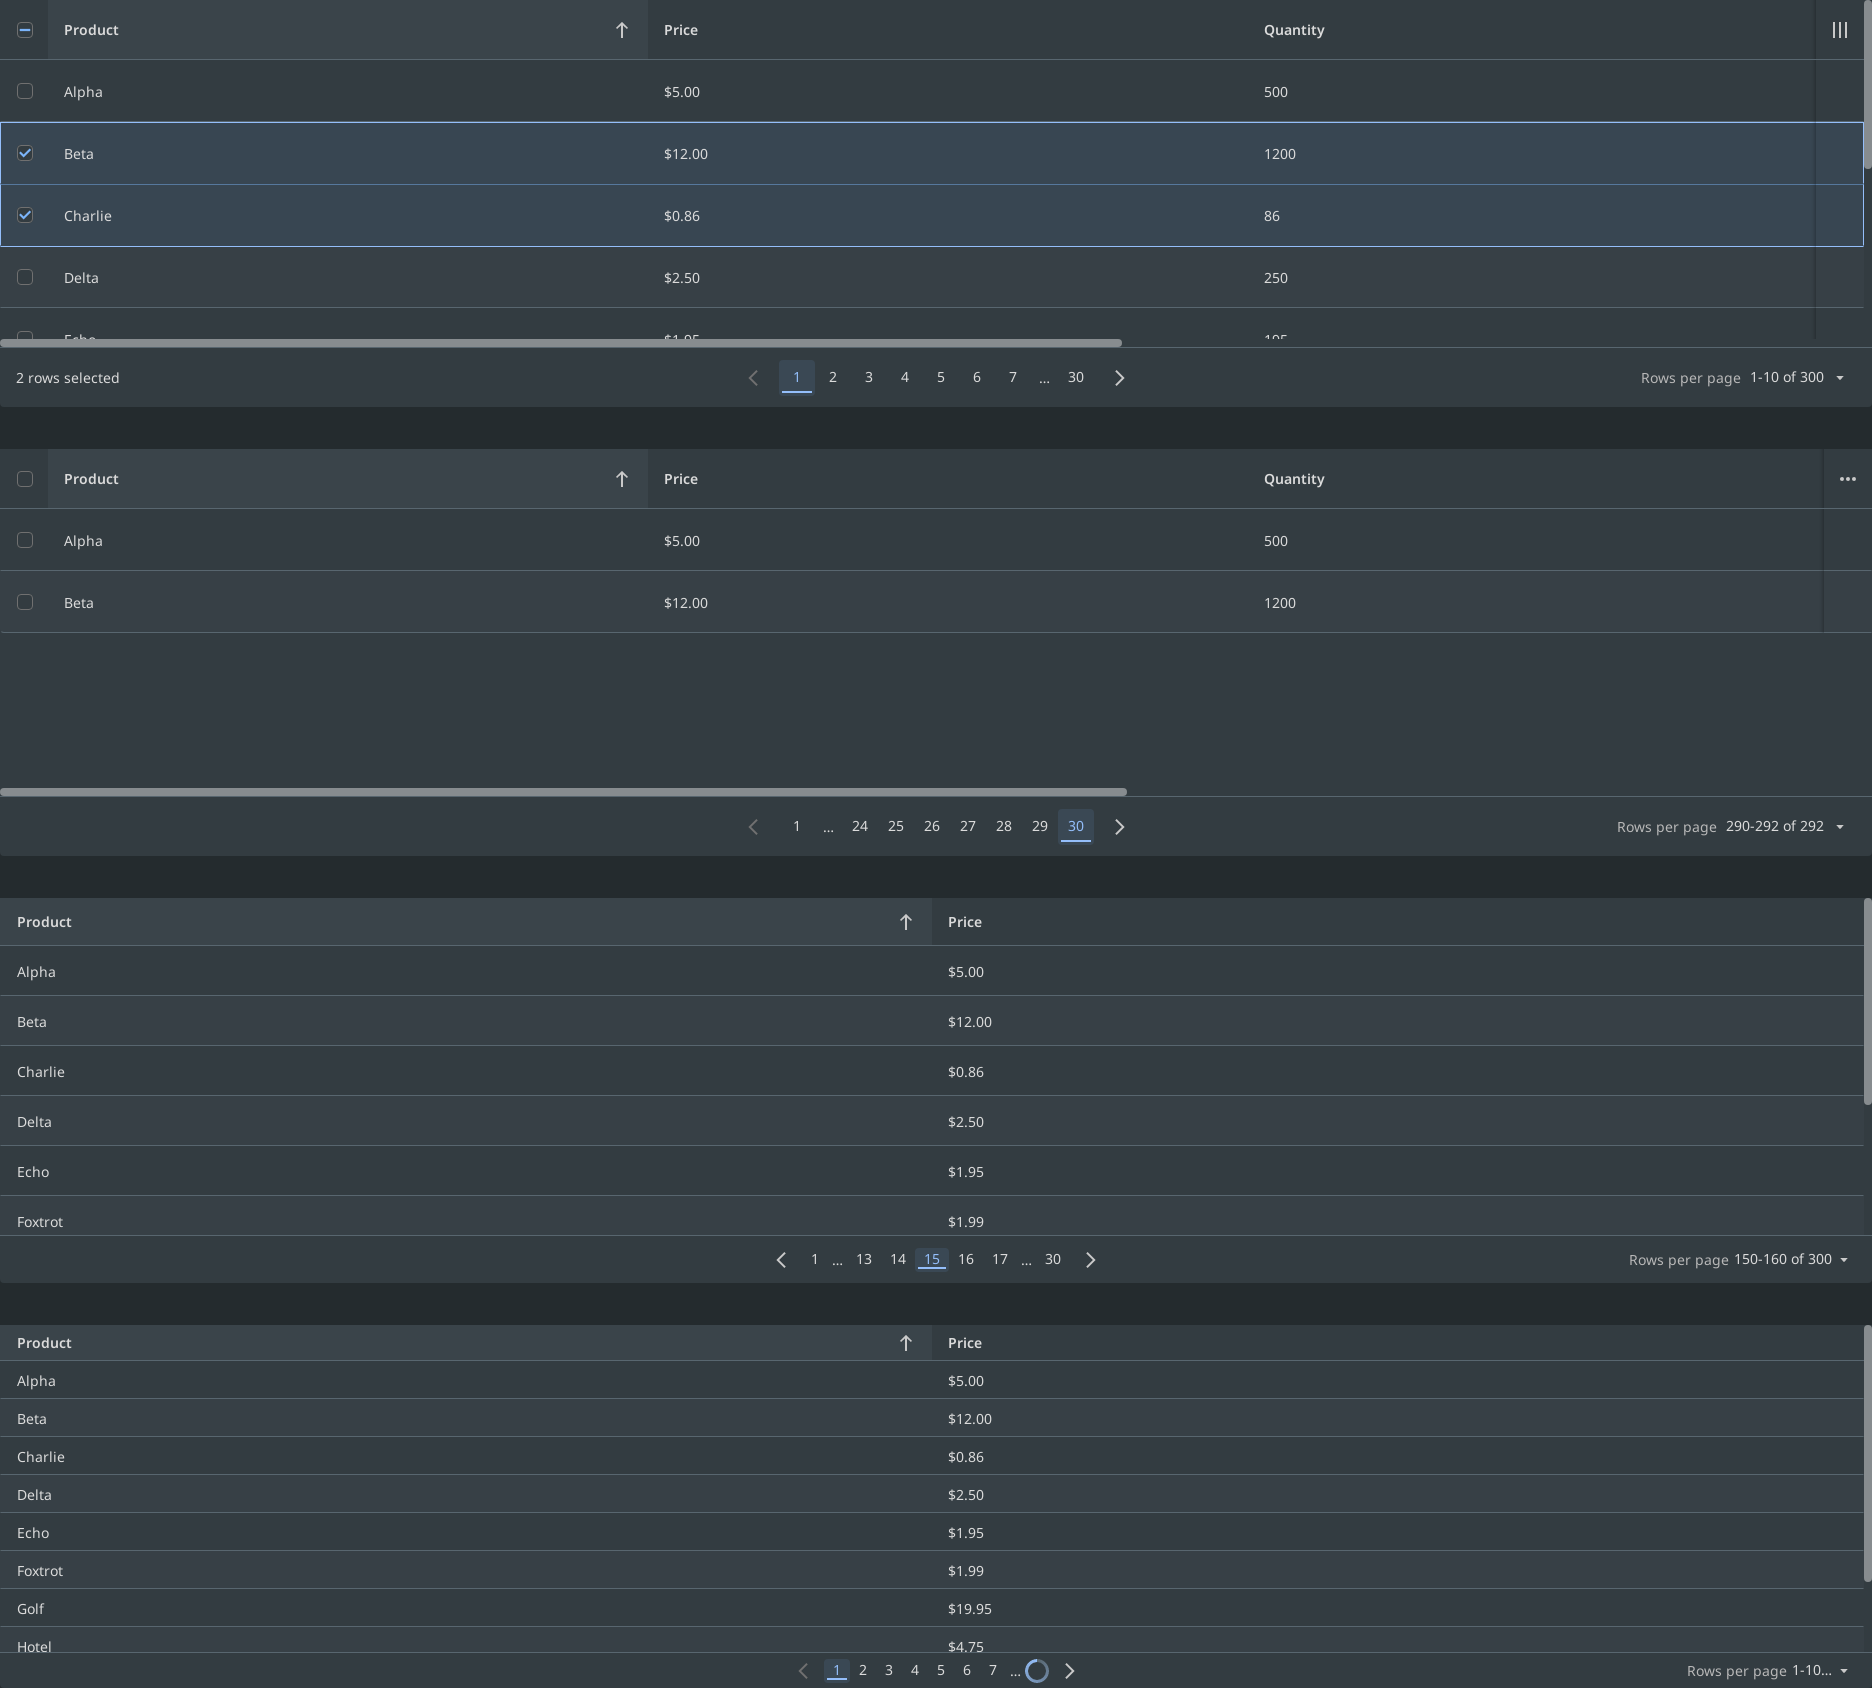 Product Price Quantity
Alpha $5.00 500
Beta $12.00 1200
Charlie $0.86 86
Delta $2.50 250
Echo $1.95 195
2 rows selected 1 2 3 4 5 6 7 ... 30 Rows per page 1-10 of 300
Product Price Quantity
Alpha $5.00 500
Beta $12.00 1200
1 ... 24 25 26 27 28 29 30 Rows per page 290-292 of 292
Product Price
Alpha $5.00
Beta $12.00
Charlie $0.86
Delta $2.50
Echo $1.95
Foxtrot $1.99
1 ... 13 14 15 16 17 ... 30 Rows per page 150-160 of 300
Product Price
Alpha $5.00
Beta $12.00
Charlie $0.86
Delta $2.50
Echo $1.95
Foxtrot $1.99
Golf $19.95
Hotel $4.75
1 2 3 4 5 6 7 ... Rows per page 1-10...